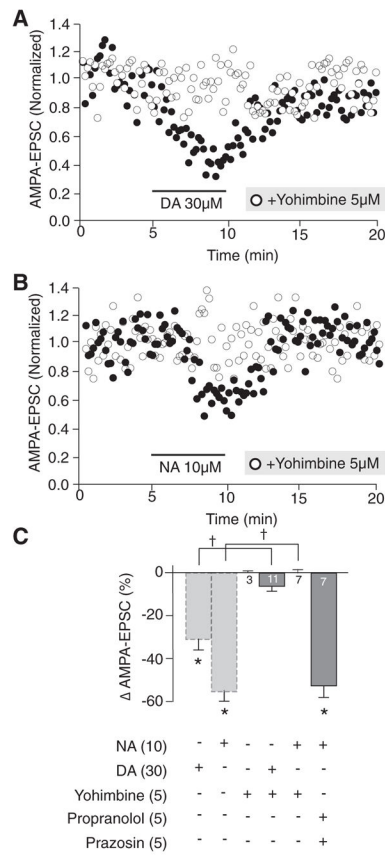 A
AMPA-EPSC (Normalized)
1.4
1.2
1.0
0.8
0.6
0.4
0.2
0.0
DA 30µM
+Yohimbine 5µM
0
5
10
15
20
Time (min)
B
AMPA-EPSC (Normalized)
1.4
1.2
1.0
0.8
0.6
0.4
0.2
0.0
NA 10µM
+Yohimbine 5µM
0
5
10
15
20
Time (min)
C
† †
Δ AMPA-EPSC (%)
0
-20
-40
-60
3 11 7 7
* * *
NA (10) - + - - + +
DA (30) + - - + - -
Yohimbine (5) - - + + + -
Propranolol (5) - - - - - +
Prazosin (5) - - - - - +